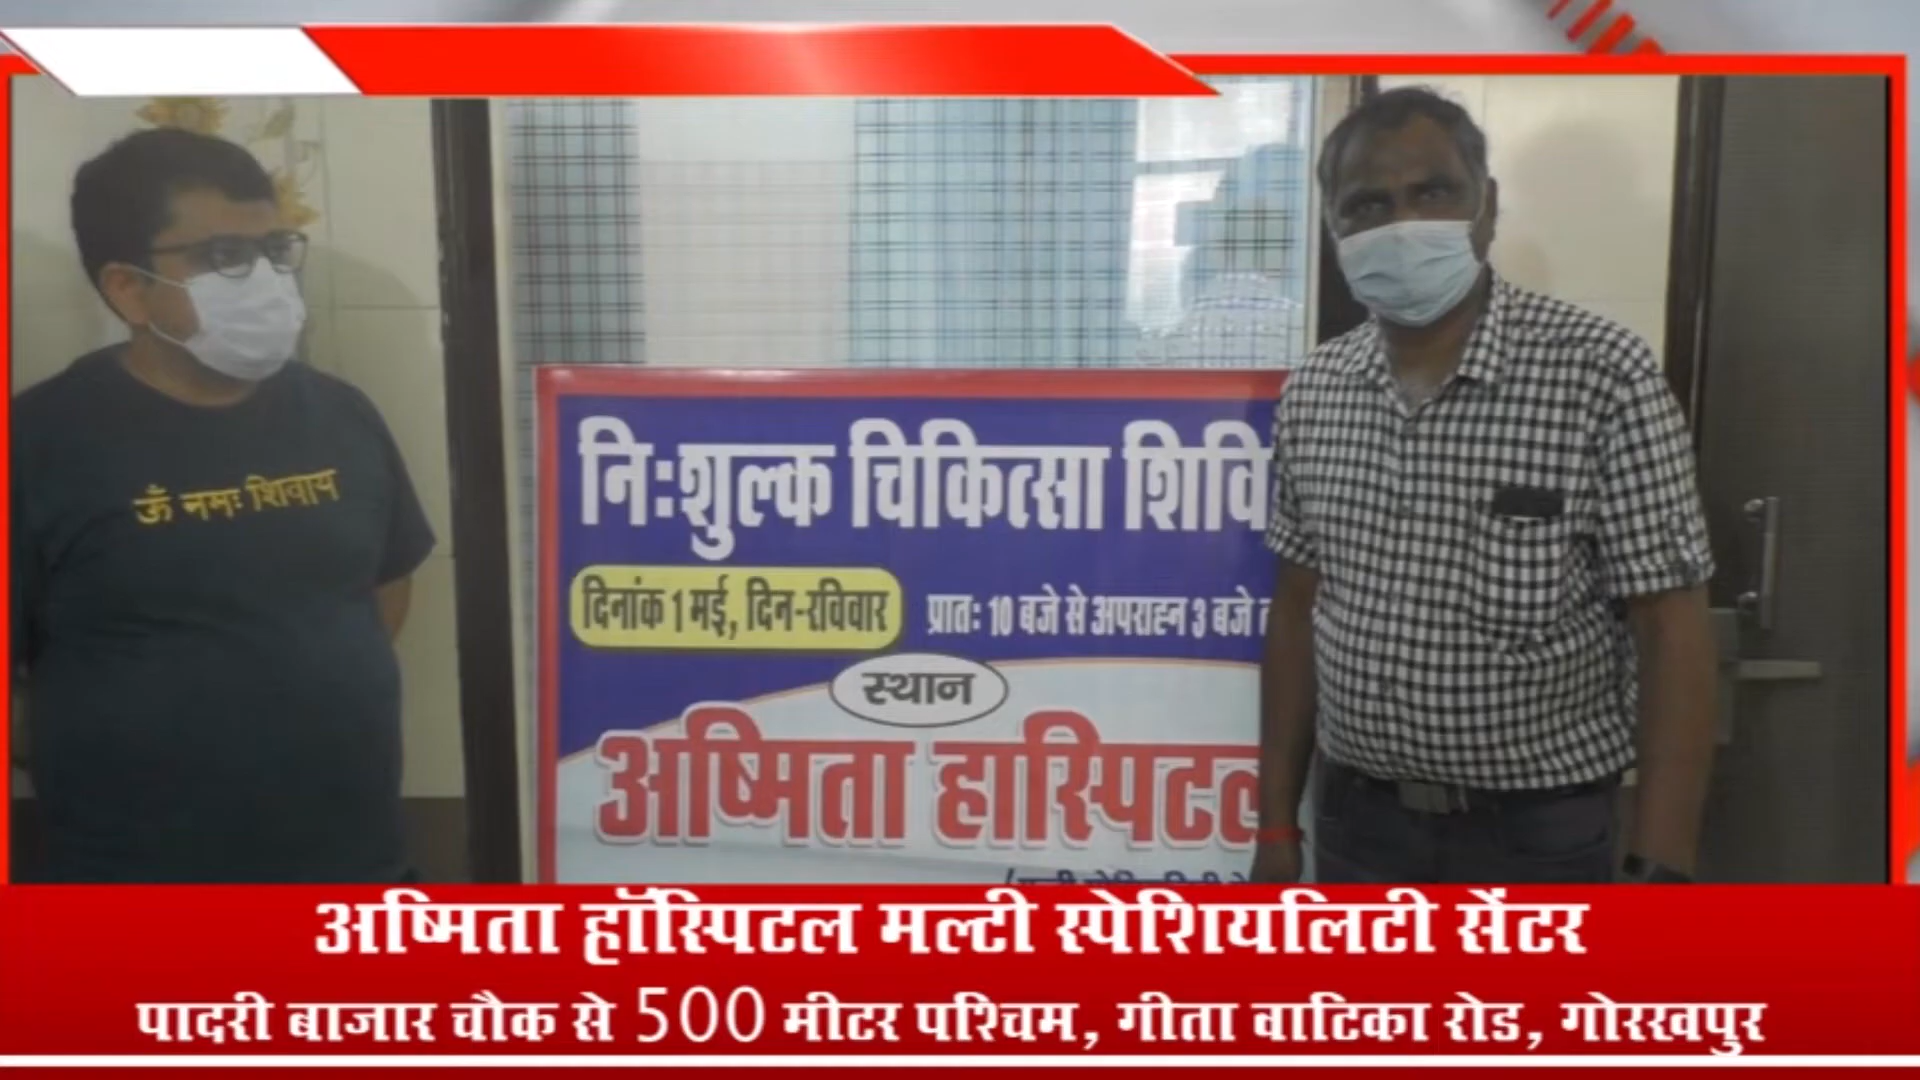 ॐ नमः शिवाय
निःशुल्क चिकित्सा
दिनांक 1 मई, दिन-रविवार
प्रातः 10 बजे से अपराह्न 3 बजे
स्थान
अष्मिता हास्पिटल
अष्मिता हॉस्पिटल मल्टी स्पेशियलिटी सेंटर
पादरी बाजार चौक से 500 मीटर पश्चिम, गीता वाटिका रोड, गोरखपुर